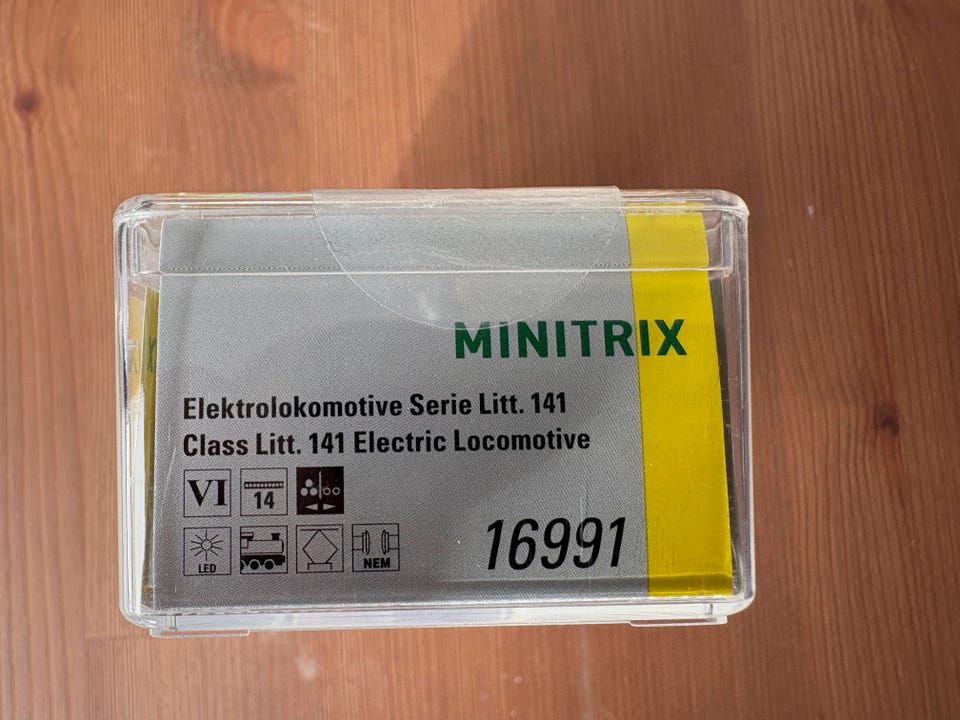 MINITRIX
Elektrolokomotive Serie Litt. 141
Class Litt. 141 Electric Locomotive
VI
14
LED
NEM
16991
X